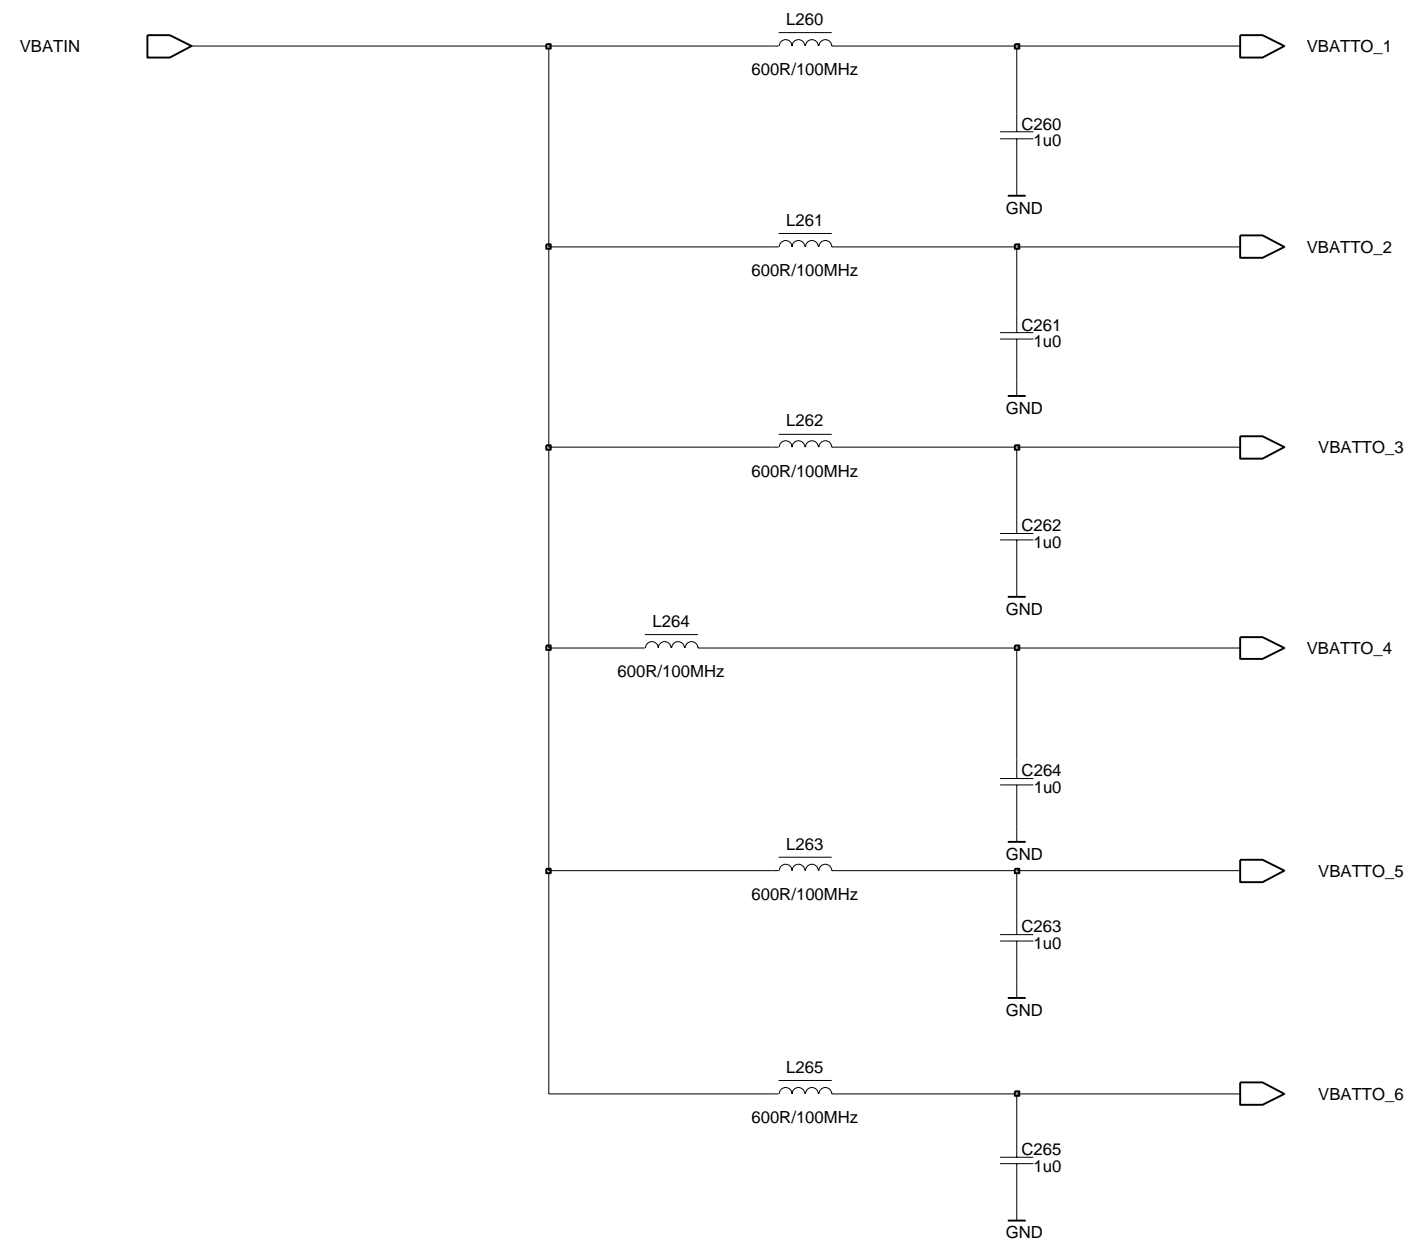 L260
VBATIN
VBATTO_1
600R/100MHz
C260
1u0
GND
L261
VBATTO_2
600R/100MHz
C261
1u0
GND
L262
VBATTO_3
600R/100MHz
C262
1u0
GND
L264
VBATTO_4
600R/100MHz
C264
1u0
GND
L263
VBATTO_5
600R/100MHz
C263
1u0
GND
L265
VBATTO_6
600R/100MHz
C265
1u0
GND